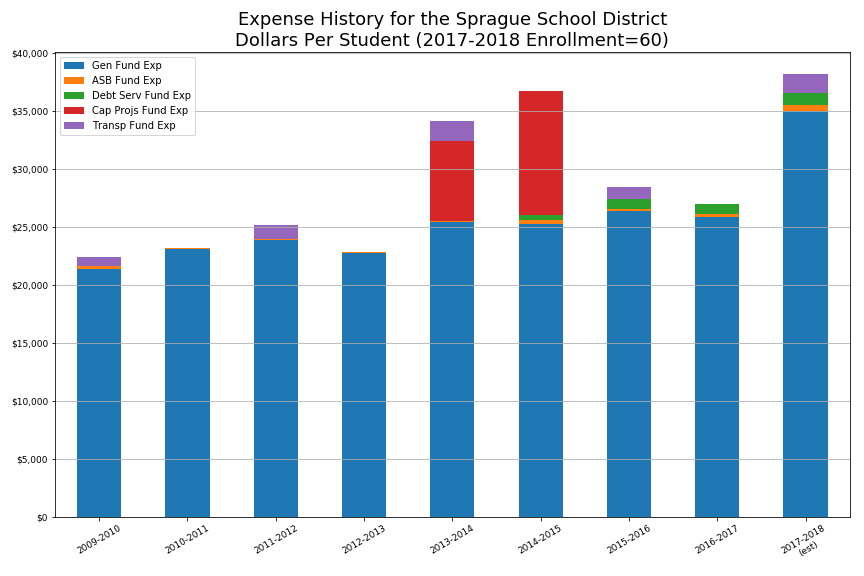 Expense History for the Sprague School District
Dollars Per Student (2017-2018 Enrollment=60)
$40,000
$35,000
$30,000
$25,000
$20,000
$15,000
$10,000
$5,000
$0
Gen Fund Exp
ASB Fund Exp
Debt Serv Fund Exp
Cap Projs Fund Exp
Transp Fund Exp
2009-2010
2010-2011
2011-2012
2012-2013
2013-2014
2014-2015
2015-2016
2016-2017
2017-2018
(est)